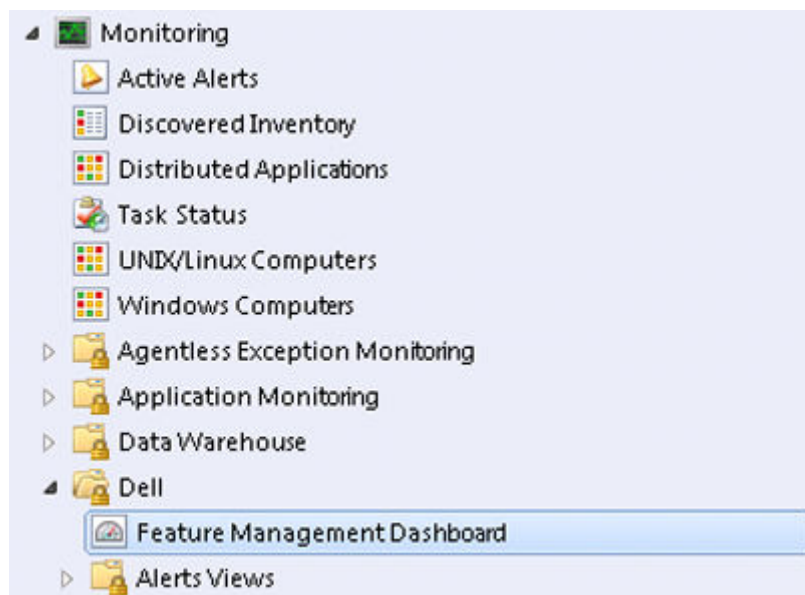 Monitoring
Active Alerts
Discovered Inventory
Distributed Applications
Task Status
UNIX/Linux Computers
Windows Computers
Agentless Exception Monitoring
Application Monitoring
Data Warehouse
Dell
Feature Management Dashboard
Alerts Views